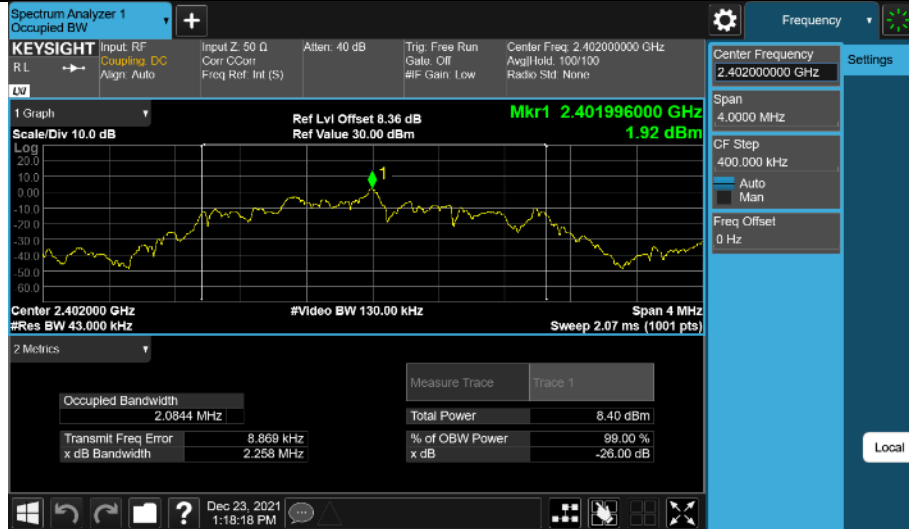 Spectrum Analyzer 1
Occupied BW
+
Frequency
KEYSIGHT
RL
LXI
Input: RF
Coupling: DC
Align: Auto
Input Z: 50 Ω
Corr CCorr
Freq Ref: Int (S)
Atten: 40 dB
Trig: Free Run
Gate: Off
#IF Gain: Low
Center Freq: 2.402000000 GHz
Avg|Hold: 100/100
Radio Std: None
Center Frequency
2.402000000 GHz
Settings
Span
4.0000 MHz
CF Step
400.000 kHz
Auto
Man
Freq Offset
0 Hz
Local
1 Graph
Scale/Div 10.0 dB
Ref Lvl Offset 8.36 dB
Ref Value 30.00 dBm
Mkr1 2.401996000 GHz
1.92 dBm
Log
20.0
10.0
0.00
-10.0
-20.0
-30.0
-40.0
-50.0
-60.0
1
Center 2.402000 GHz
#Res BW 43.000 kHz
#Video BW 130.00 kHz
Span 4 MHz
Sweep 2.07 ms (1001 pts)
2 Metrics
Measure Trace
Trace 1
Occupied Bandwidth
2.0844 MHz
Total Power
8.40 dBm
Transmit Freq Error
8.869 kHz
% of OBW Power
99.00 %
x dB Bandwidth
2.258 MHz
x dB
-26.00 dB
?
Dec 23, 2021
1:18:18 PM